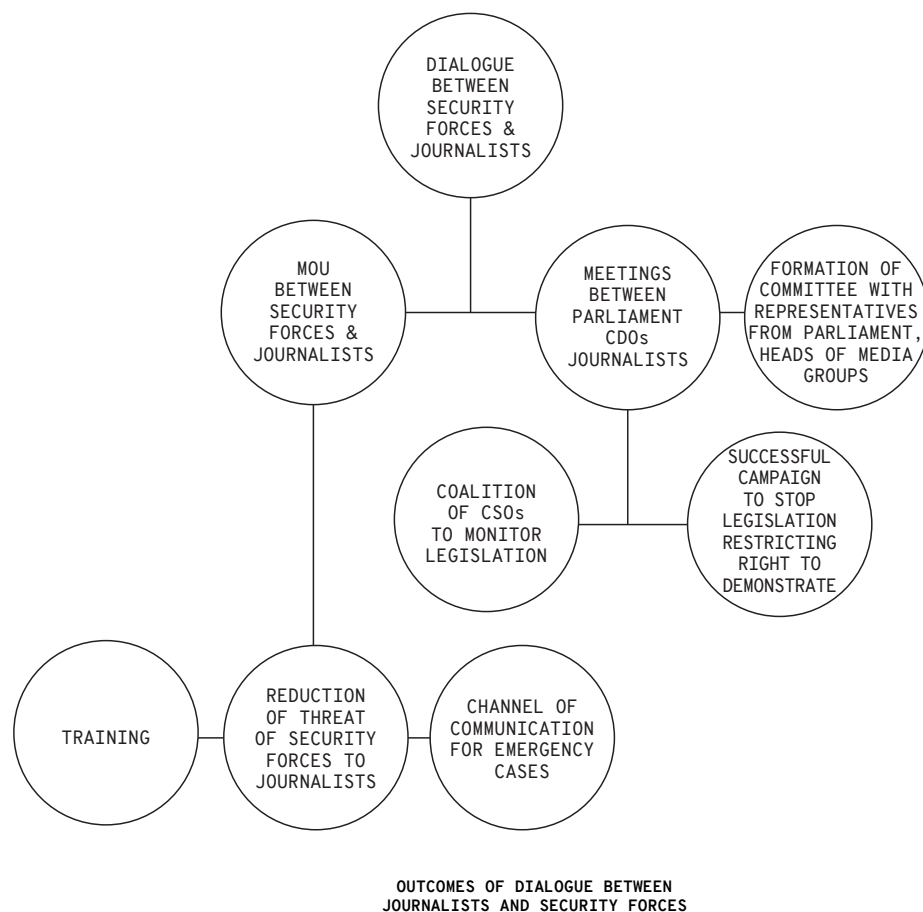 DIALOGUE
BETWEEN
SECURITY
FORCES &
JOURNALISTS
MOU
BETWEEN
SECURITY
FORCES &
JOURNALISTS
MEETINGS
BETWEEN
PARLIAMENT
CDOs
JOURNALISTS
FORMATION OF
COMMITTEE WITH
REPRESENTATIVES
FROM PARLIAMENT,
HEADS OF MEDIA
GROUPS
COALITION
OF CSOs
TO MONITOR
LEGISLATION
SUCCESSFUL
CAMPAIGN
TO STOP
LEGISLATION
RESTRICTING
RIGHT TO
DEMONSTRATE
TRAINING
REDUCTION
OF THREAT
OF SECURITY
FORCES TO
JOURNALISTS
CHANNEL OF
COMMUNICATION
FOR EMERGENCY
CASES
OUTCOMES OF DIALOGUE BETWEEN
JOURNALISTS AND SECURITY FORCES